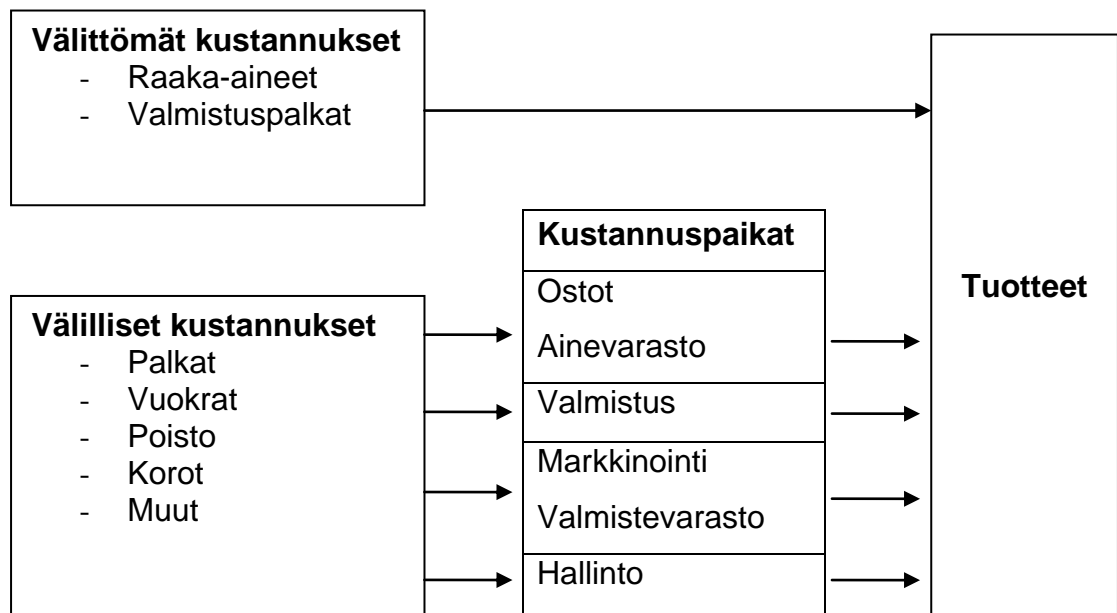 Välittömät kustannukset
- Raaka-aineet
- Valmistuspalkat
Kustannuspaikat
Ostot
Ainevarasto
Valmistus
Markkinointi
Valmistevarasto
Hallinto
Välilliset kustannukset
- Palkat
- Vuokrat
- Poisto
- Korot
- Muut
Tuotteet